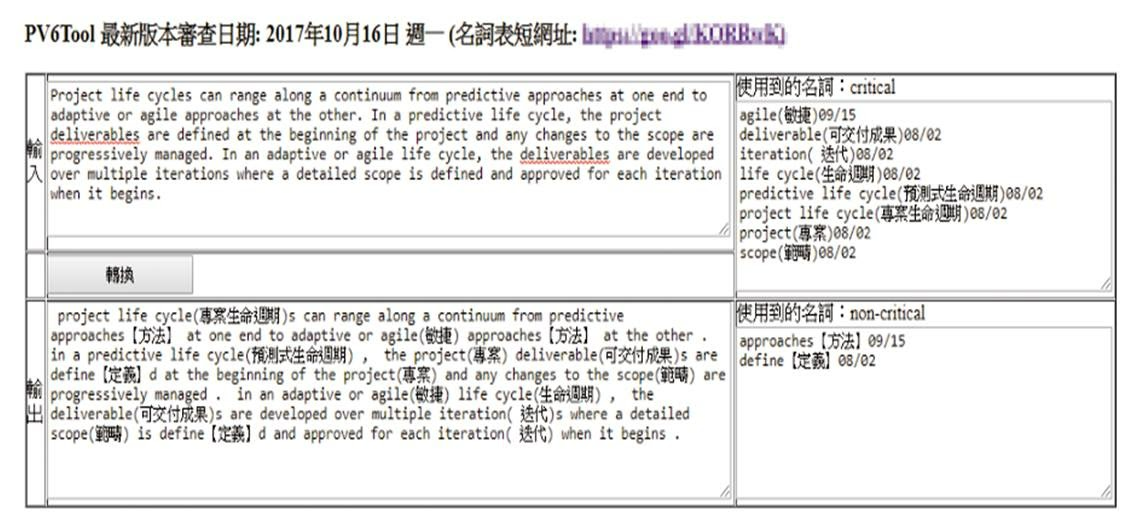 PV6Tool 最新版本審查日期: 2017年10月16日 週一 (名詞表短網址:
輸入
Project life cycles can range along a continuum from predictive approaches at one end to
adaptive or agile approaches at the other. In a predictive life cycle, the project
deliverables are defined at the beginning of the project and any changes to the scope are
progressively managed. In an adaptive or agile life cycle, the deliverables are developed
over multiple iterations where a detailed scope is defined and approved for each iteration
when it begins.
使用到的名詞：critical
agile(敏捷)09/15
deliverable(可交付成果)08/02
iteration( 迭代)08/02
life cycle(生命週期)08/02
predictive life cycle(預測式生命週期)08/02
project life cycle(專案生命週期)08/02
project(專案)08/02
scope(範疇)08/02
轉換
輸出
project life cycle(專案生命週期)s can range along a continuum from predictive
approaches【方法】 at one end to adaptive or agile(敏捷) approaches【方法】 at the other .
in a predictive life cycle(預測式生命週期) , the project(專案) deliverable(可交付成果)s are
define【定義】d at the beginning of the project(專案) and any changes to the scope(範疇) are
progressively managed . in an adaptive or agile(敏捷) life cycle(生命週期) , the
deliverable(可交付成果)s are developed over multiple iteration( 迭代)s where a detailed
scope(範疇) is define【定義】d and approved for each iteration( 迭代) when it begins .
使用到的名詞：non-critical
approaches【方法】09/15
define【定義】08/02